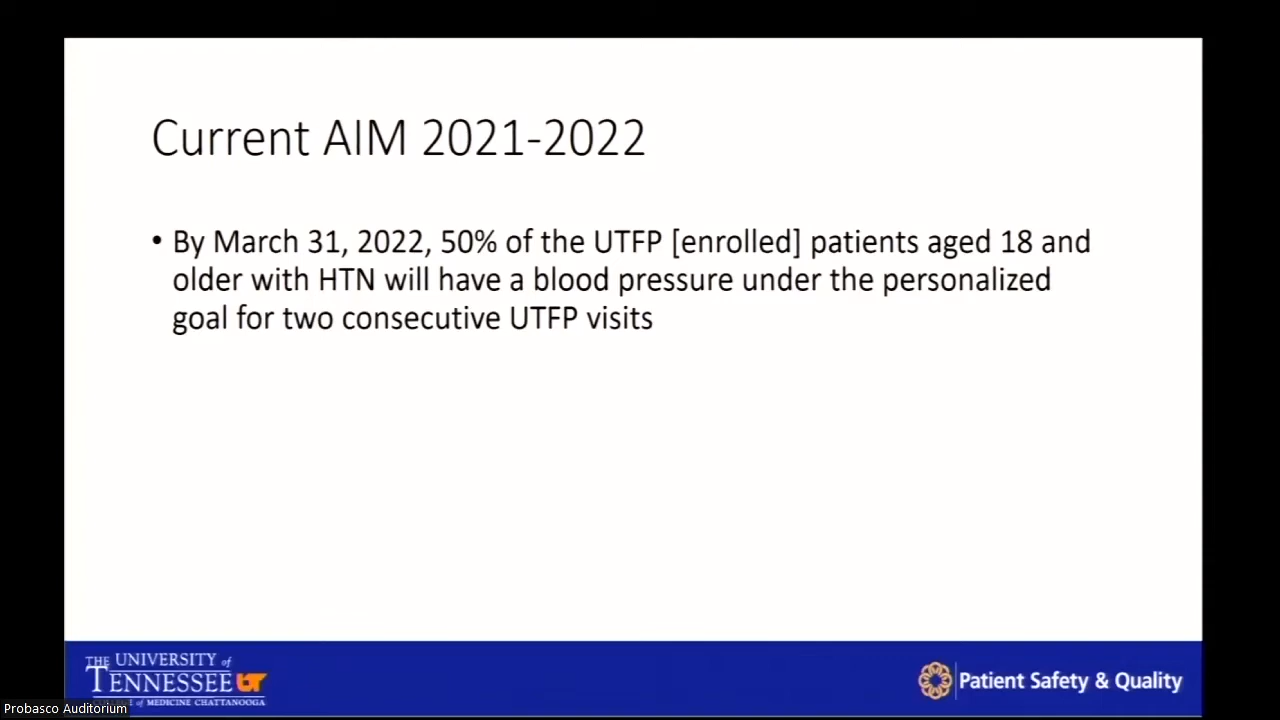 Current AIM 2021-2022
• By March 31, 2022, 50% of the UTFP [enrolled] patients aged 18 and
older with HTN will have a blood pressure under the personalized
goal for two consecutive UTFP visits
THE UNIVERSITY of
TENNESSEE UT
of MEDICINE CHATTANOOGA
Patient Safety & Quality
Probasco Auditorium